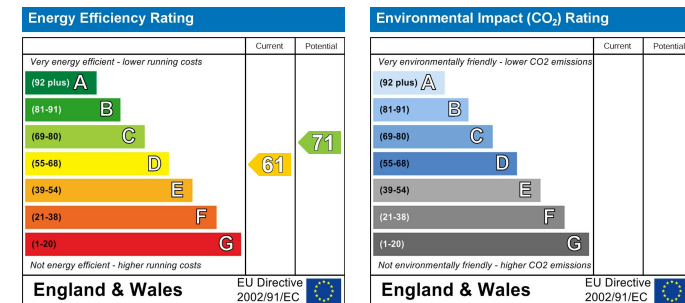 Energy Efficiency Rating
Current Potential
Very energy efficient - lower running costs
(92 plus) A
(81-91) B
(69-80) C
71
(55-68) D
61
(39-54) E
(21-38) F
(1-20) G
Not energy efficient - higher running costs
England & Wales
EU Directive
2002/91/EC
Environmental Impact (CO₂) Rating
Current Potential
Very environmentally friendly - lower CO2 emissions
(92 plus) A
(81-91) B
(69-80) C
(55-68) D
(39-54) E
(21-38) F
(1-20) G
Not environmentally friendly - higher CO2 emissions
England & Wales
EU Directive
2002/91/EC